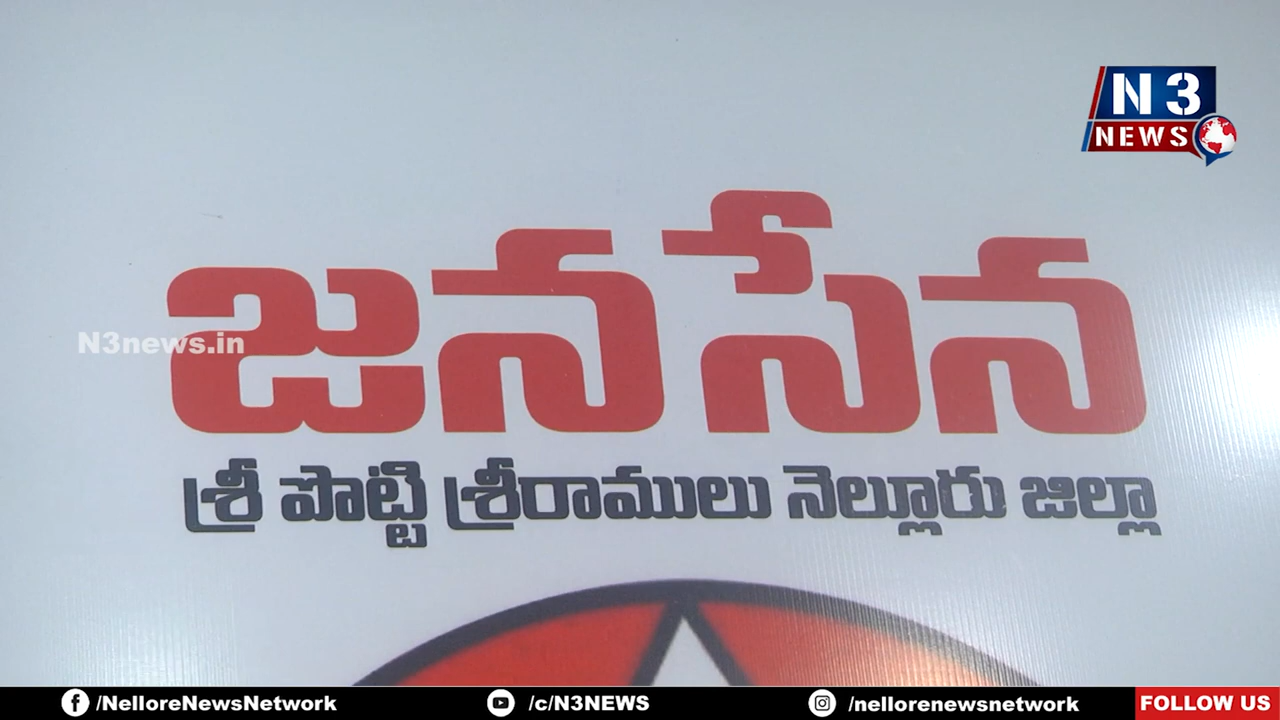 N3
NEWS
జనసేన
N3news.in
శ్రీ పొట్టి శ్రీరాములు నెల్లూరు జిల్లా
/NelloreNewsNetwork
/c/N3NEWS
/nellorenewsnetwork
FOLLOW US